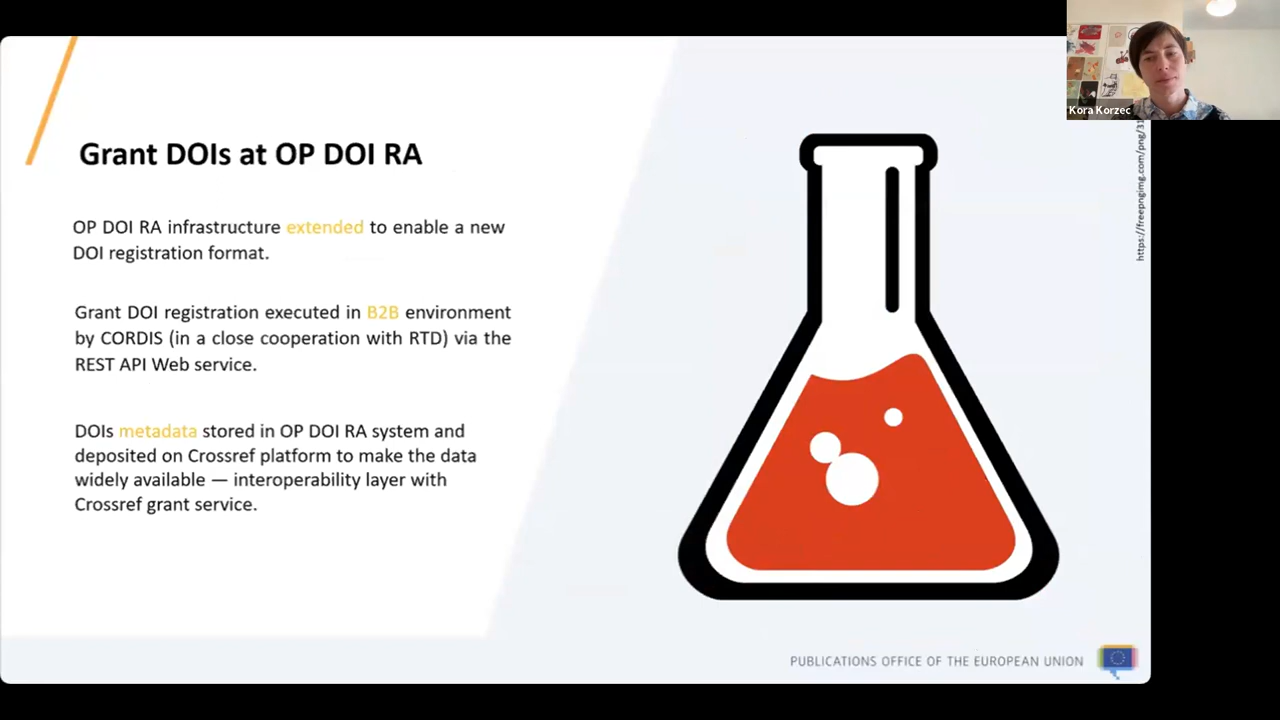 Grant DOIs at OP DOI RA
OP DOI RA infrastructure extended to enable a new
DOI registration format.
Grant DOI registration executed in B2B environment
by CORDIS (in a close cooperation with RTD) via the
REST API Web service.
DOIs metadata stored in OP DOI RA system and
deposited on Crossref platform to make the data
widely available — interoperability layer with
Crossref grant service.
Kora Korzec
https://freepngimg.com/png/31
PUBLICATIONS OFFICE OF THE EUROPEAN UNION